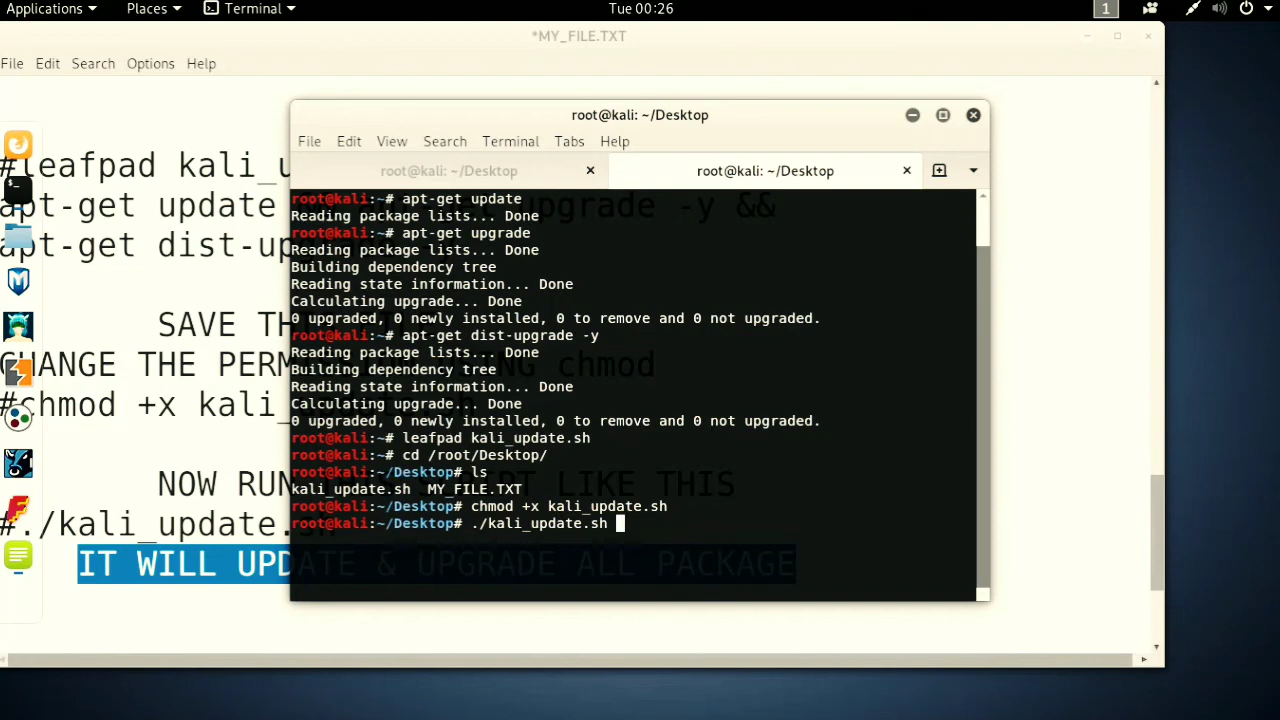 Applications Places Terminal Tue 00:26 1
*MY_FILE.TXT
File Edit Search Options Help
root@kali: ~/Desktop
File Edit View Search Terminal Tabs Help
root@kali: ~/Desktop root@kali: ~/Desktop
root@kali:~# apt-get update
Reading package lists... Done
root@kali:~# apt-get upgrade
Reading package lists... Done
Building dependency tree
Reading state information... Done
Calculating upgrade... Done
0 upgraded, 0 newly installed, 0 to remove and 0 not upgraded.
root@kali:~# apt-get dist-upgrade -y
Reading package lists... Done
Building dependency tree
Reading state information... Done
Calculating upgrade... Done
0 upgraded, 0 newly installed, 0 to remove and 0 not upgraded.
root@kali:~# leafpad kali_update.sh
root@kali:~# cd /root/Desktop/
root@kali:~/Desktop# ls
kali_update.sh MY_FILE.TXT
root@kali:~/Desktop# chmod +x kali_update.sh
root@kali:~/Desktop# ./kali_update.sh
#leafpad kali_u
apt-get update upgrade -y &&
apt-get dist-up
SAVE TH
CHANGE THE PERM chmod
#chmod +x kali_
NOW RUN SCRIPT LIKE THIS
#./kali_update.sh
IT WILL UPDATE & UPGRADE ALL PACKAGE